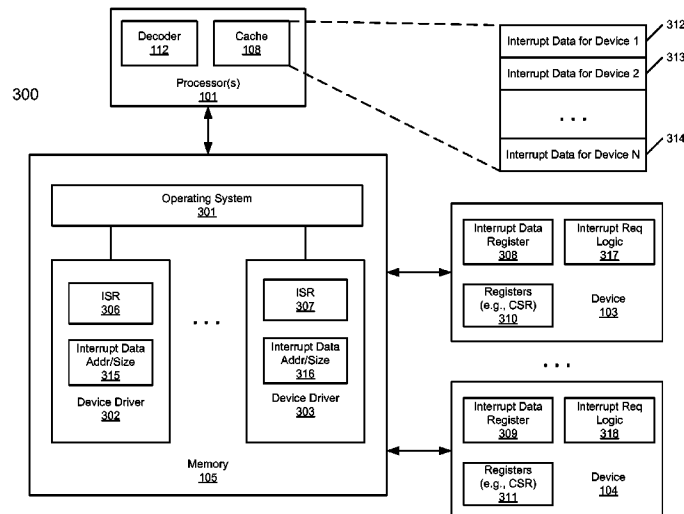 300
Decoder
112
Cache
108
Processor(s)
101
Interrupt Data for Device 1
312
Interrupt Data for Device 2
313
...
Interrupt Data for Device N
314
Operating System
301
ISR
306
Interrupt Data
Addr/Size
315
Device Driver
302
...
ISR
307
Interrupt Data
Addr/Size
316
Device Driver
303
Memory
105
Interrupt Data
Register
308
Interrupt Req
Logic
317
Registers
(e.g., CSR)
310
Device
103
...
Interrupt Data
Register
309
Interrupt Req
Logic
318
Registers
(e.g., CSR)
311
Device
104